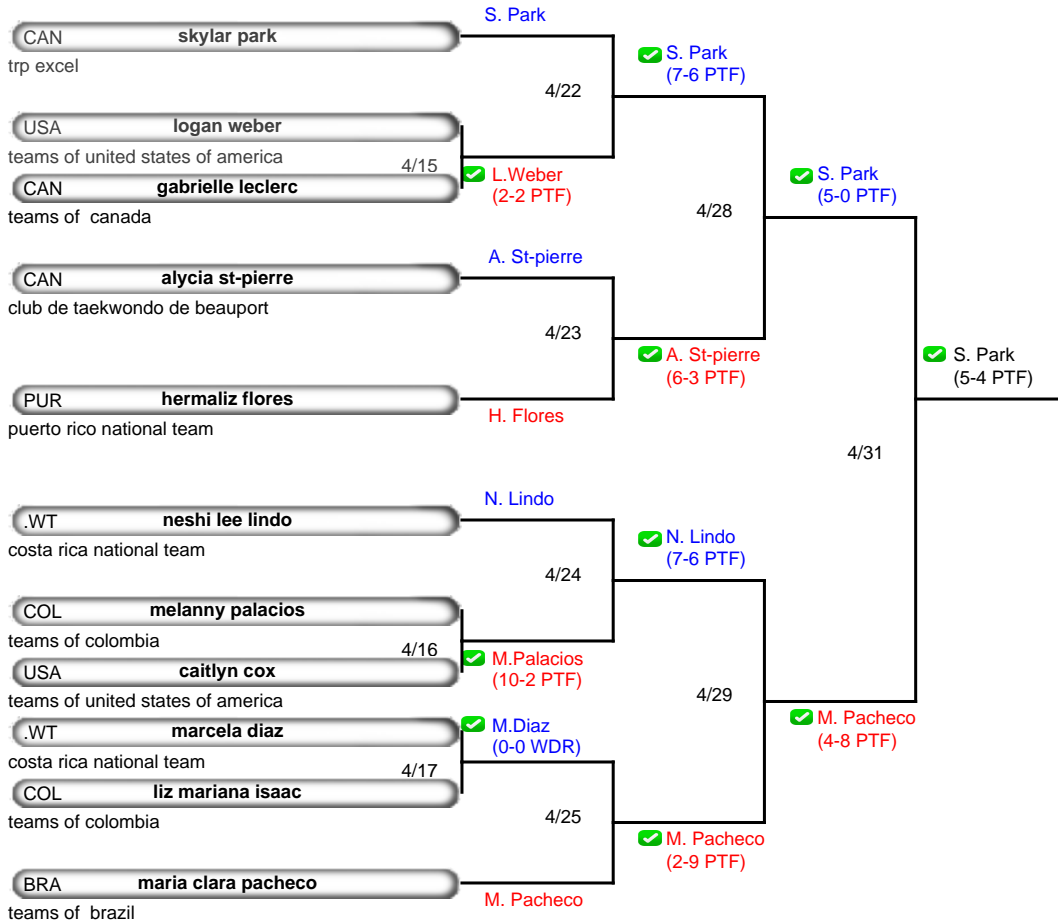 S. Park
CAN skylar park
trp excel
S. Park
(7-6 PTF)
4/22
USA logan weber
teams of united states of america
4/15
L.Weber
(2-2 PTF)
CAN gabrielle leclerc
teams of canada
S. Park
(5-0 PTF)
4/28
A. St-pierre
CAN alycia st-pierre
club de taekwondo de beauport
4/23
A. St-pierre
(6-3 PTF)
S. Park
(5-4 PTF)
PUR hermaliz flores
H. Flores
puerto rico national team
4/31
N. Lindo
.WT neshi lee lindo
costa rica national team
N. Lindo
(7-6 PTF)
4/24
COL melanny palacios
teams of colombia
4/16
M.Palacios
(10-2 PTF)
USA caitlyn cox
teams of united states of america
4/29
M. Pacheco
(4-8 PTF)
M.Diaz
(0-0 WDR)
.WT marcela diaz
costa rica national team
4/17
COL liz mariana isaac
teams of colombia
4/25
M. Pacheco
(2-9 PTF)
BRA maria clara pacheco
M. Pacheco
teams of brazil